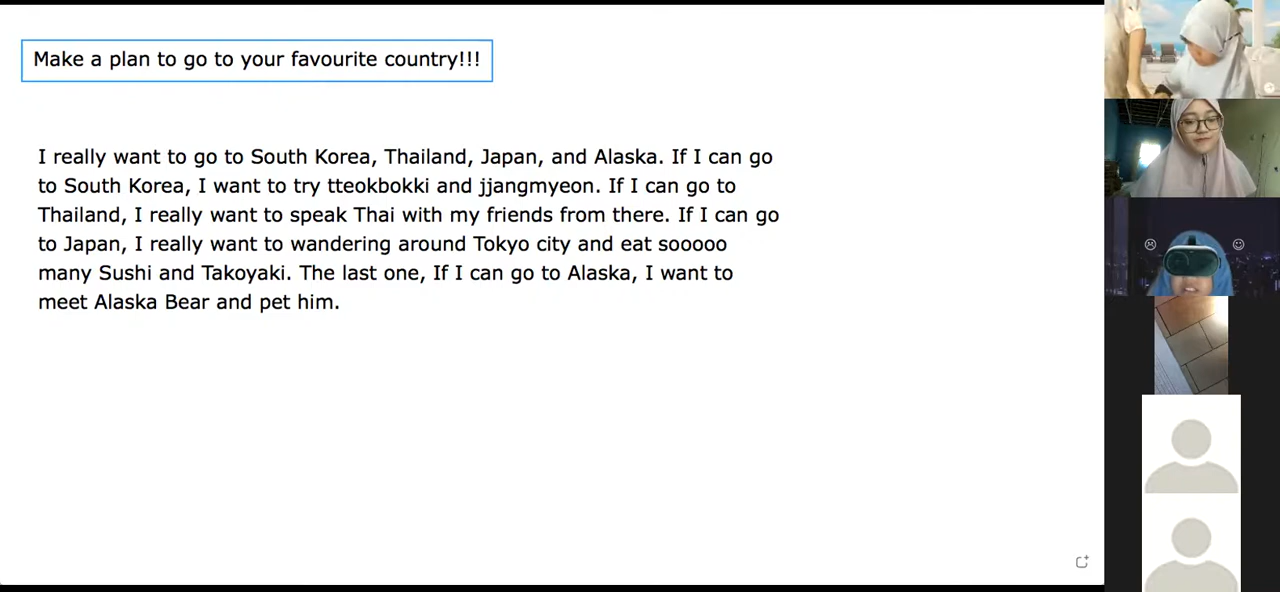 Make a plan to go to your favourite country!!!
I really want to go to South Korea, Thailand, Japan, and Alaska. If I can go
to South Korea, I want to try tteokbokki and jjangmyeon. If I can go to
Thailand, I really want to speak Thai with my friends from there. If I can go
to Japan, I really want to wandering around Tokyo city and eat sooooo
many Sushi and Takoyaki. The last one, If I can go to Alaska, I want to
meet Alaska Bear and pet him.